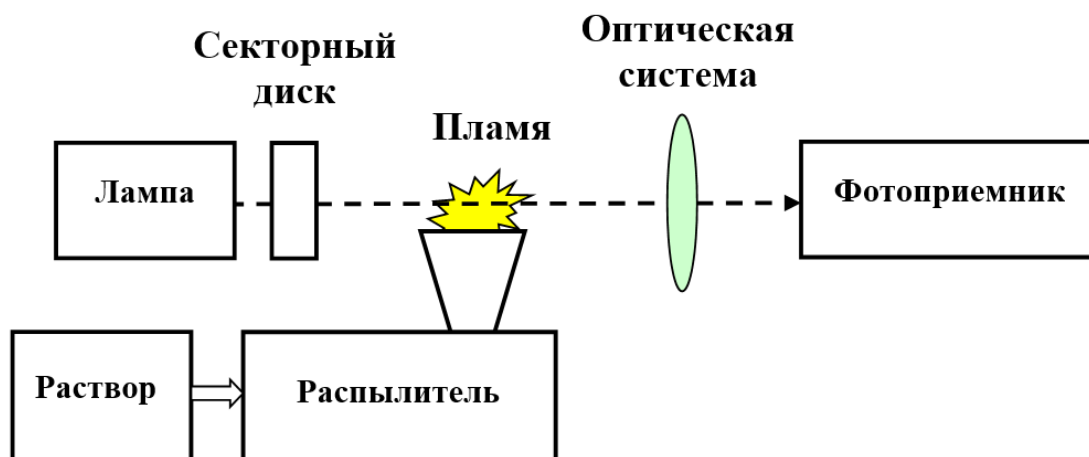 Оптическая
система
Секторный
диск
Пламя
Лампа
Фотоприемник
Раствор
Распылитель